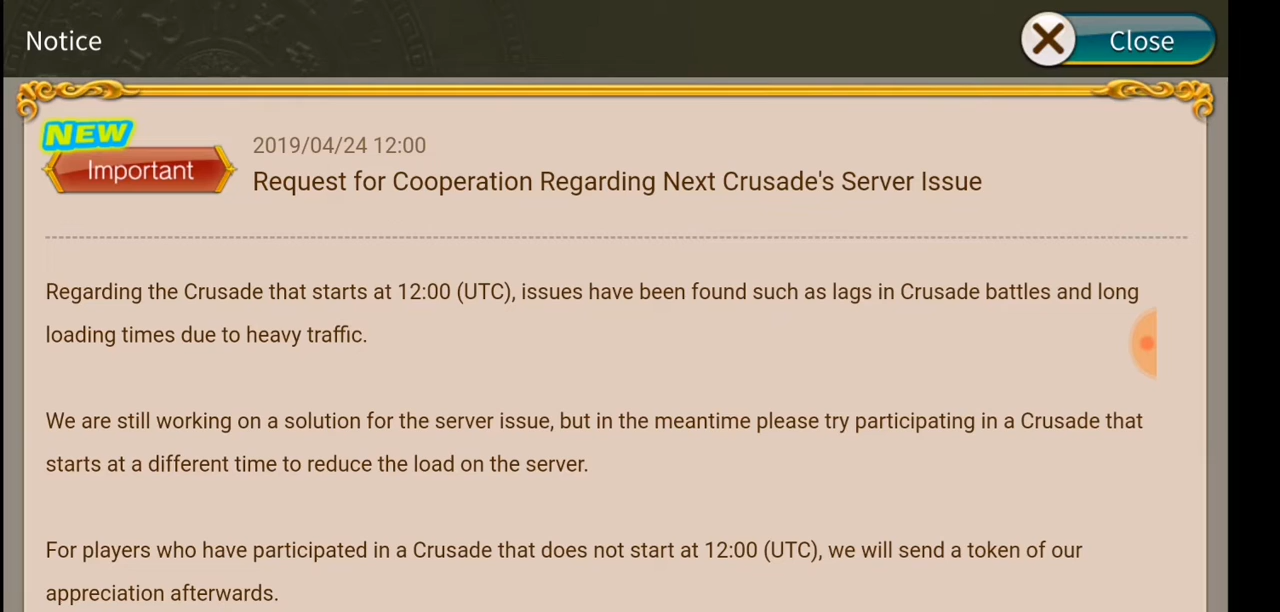 Notice
Close
NEW
Important
2019/04/24 12:00
Request for Cooperation Regarding Next Crusade's Server Issue
Regarding the Crusade that starts at 12:00 (UTC), issues have been found such as lags in Crusade battles and long
loading times due to heavy traffic.
We are still working on a solution for the server issue, but in the meantime please try participating in a Crusade that
starts at a different time to reduce the load on the server.
For players who have participated in a Crusade that does not start at 12:00 (UTC), we will send a token of our
appreciation afterwards.